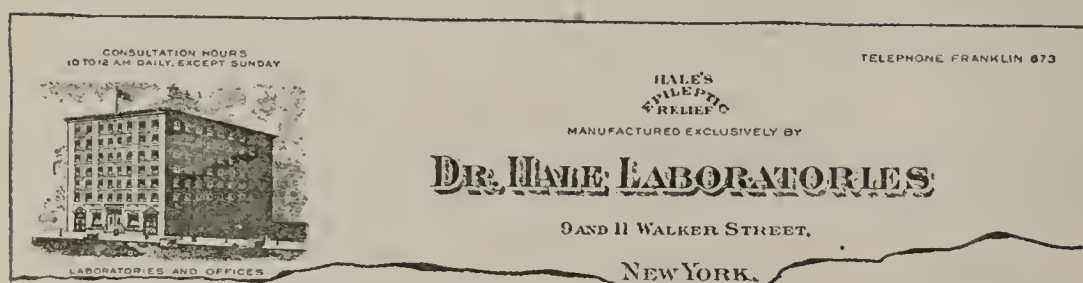 CONSULTATION HOURS
10 TO 12 AM DAILY, EXCEPT SUNDAY
LABORATORIES AND OFFICES
TELEPHONE FRANKLIN 673
HALE'S
EPILEPTIC
RELIEF
MANUFACTURED EXCLUSIVELY BY
DR. HALE LABORATORIES
9 AND 11 WALKER STREET,
NEW YORK.